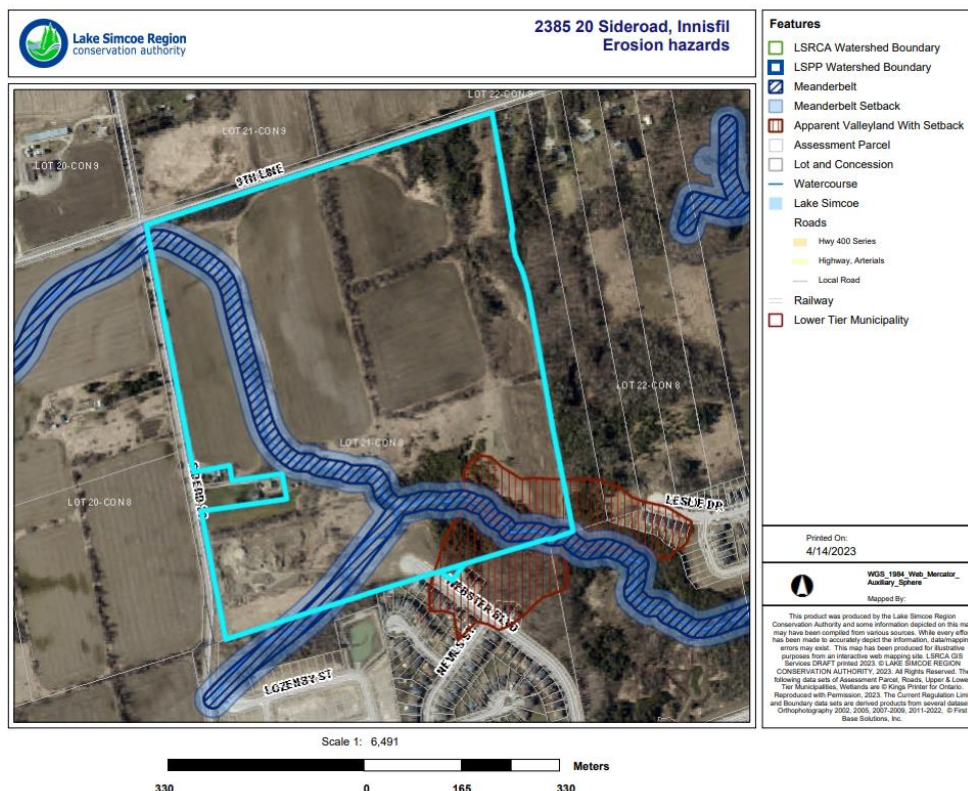 Lake Simcoe Region
conservation authority
2385 20 Sideroad, Innisfil
Erosion hazards
LOT 22-CON 9
LOT 21-CON 9
LOT 20-CON 9
9TH LINE
LOT 22-CON 8
LOT 21-CON 8
LOT 20-CON 8
LESLIE DR
WEBSTER BLVD
LOZENBY ST
Features
LSRCA Watershed Boundary
LSPP Watershed Boundary
Meanderbelt
Meanderbelt Setback
Apparent Valleyland With Setback
Assessment Parcel
Lot and Concession
Watercourse
Lake Simcoe
Roads
Hwy 400 Series
Highway, Arterials
Local Road
Railway
Lower Tier Municipality
Printed On:
4/14/2023
WGS_1984_Web_Mercator_
Auxiliary_Sphere
Mapped By:
This product was produced by the Lake Simcoe Region
Conservation Authority and some information depicted on this ma
may have been compiled from various sources. While every effo
has been made to accurately depict the information, data/mappin
errors may exist. This map has been produced for illustrative
purposes from an interactive web mapping site. LSRCA GIS
Services DRAFT printed 2023. © LAKE SIMCOE REGION
CONSERVATION AUTHORITY, 2023. All Rights Reserved. The
following data sets of Assessment Parcel, Roads, Upper & Lowe
Tier Municipalities, Wetlands are © Kings Printer for Ontario.
Reproduced with Permission, 2023. The Current Regulation Lim
and Boundary data sets are derived products from several datase
Orthophotography 2002, 2005, 2007-2009, 2011-2022, © First
Base Solutions, Inc.
Scale 1: 6,491
Meters
330 0 165 330